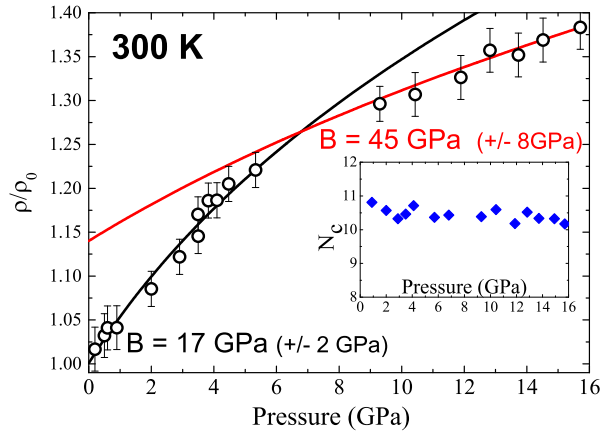 300 K
1.40
1.35
1.30
1.25
1.20
1.15
1.10
1.05
1.00
ρ/ρ0
B = 45 GPa (+/- 8GPa)
B = 17 GPa (+/- 2 GPa)
12
11
10
9
8
Nc
Pressure (GPa)
0 2 4 6 8 10 12 14 16
0 2 4 6 8 10 12 14 16
Pressure (GPa)